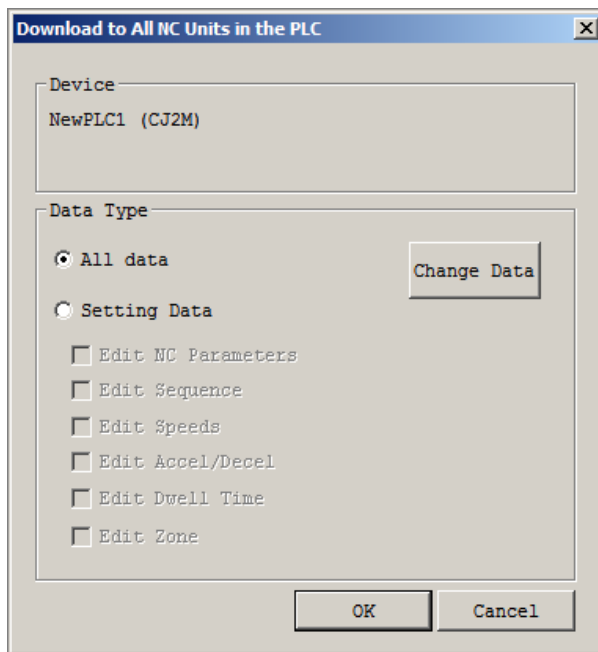 Download to All NC Units in the PLC
Device
NewPLC1 (CJ2M)
Data Type
All data
Change Data
Setting Data
Edit NC Parameters
Edit Sequence
Edit Speeds
Edit Accel/Decel
Edit Dwell Time
Edit Zone
OK
Cancel